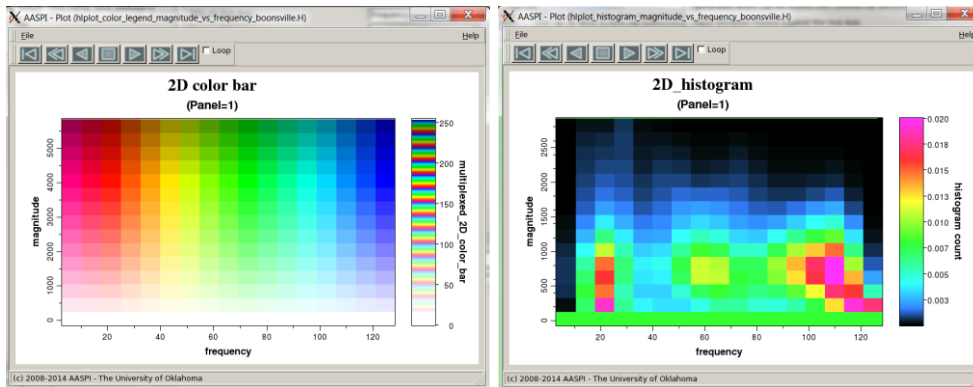 AASPI - Plot (hlplot_color_legend_magnitude_vs_frequency_boonsville.H)
File
Help
Loop
2D color bar
(Panel=1)
magnitude
5000
4000
3000
2000
1000
0
20
40
60
80
100
120
frequency
250
200
150
100
50
0
multiplexed_2D_color_bar
(c) 2008-2014 AASPI - The University of Oklahoma
AASPI - Plot (hlplot_histogram_magnitude_vs_frequency_boonsville.H)
File
Help
Loop
2D_histogram
(Panel=1)
magnitude
2500
2000
1500
1000
500
0
20
40
60
80
100
120
frequency
0.020
0.018
0.015
0.013
0.010
0.007
0.005
0.003
histogram count
(c) 2008-2014 AASPI - The University of Oklahoma